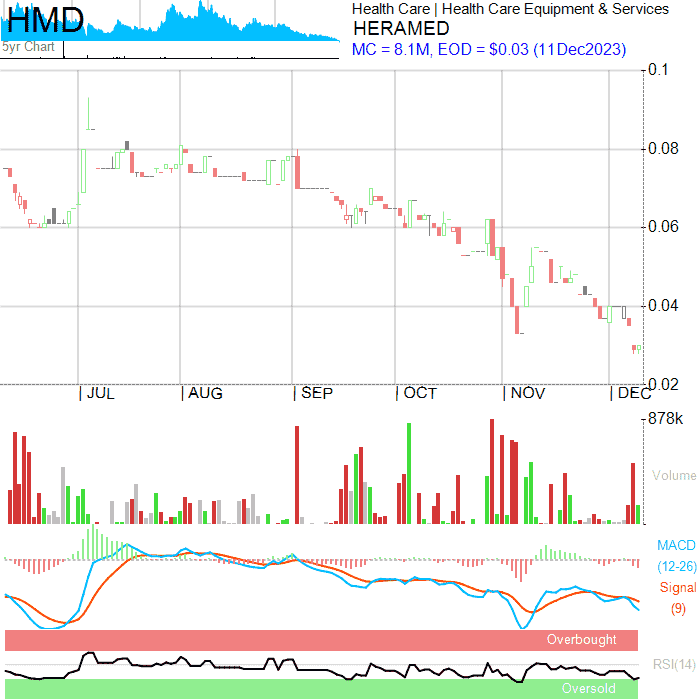 HMD
5yr Chart
Health Care | Health Care Equipment & Services
HERAMED
MC = 8.1M, EOD = $0.03 (11Dec2023)
0.1
0.08
0.06
0.04
0.02
| JUL | AUG | SEP | OCT | NOV | DEC
878k
Volume
MACD
(12-26)
Signal
(9)
Overbought
RSI(14)
Oversold